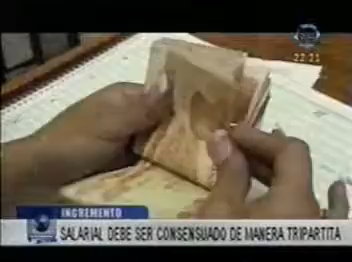 22:21
INCREMENTO
SALARIAL DEBE SER CONSENSUADO DE MANERA TRIPARTITA